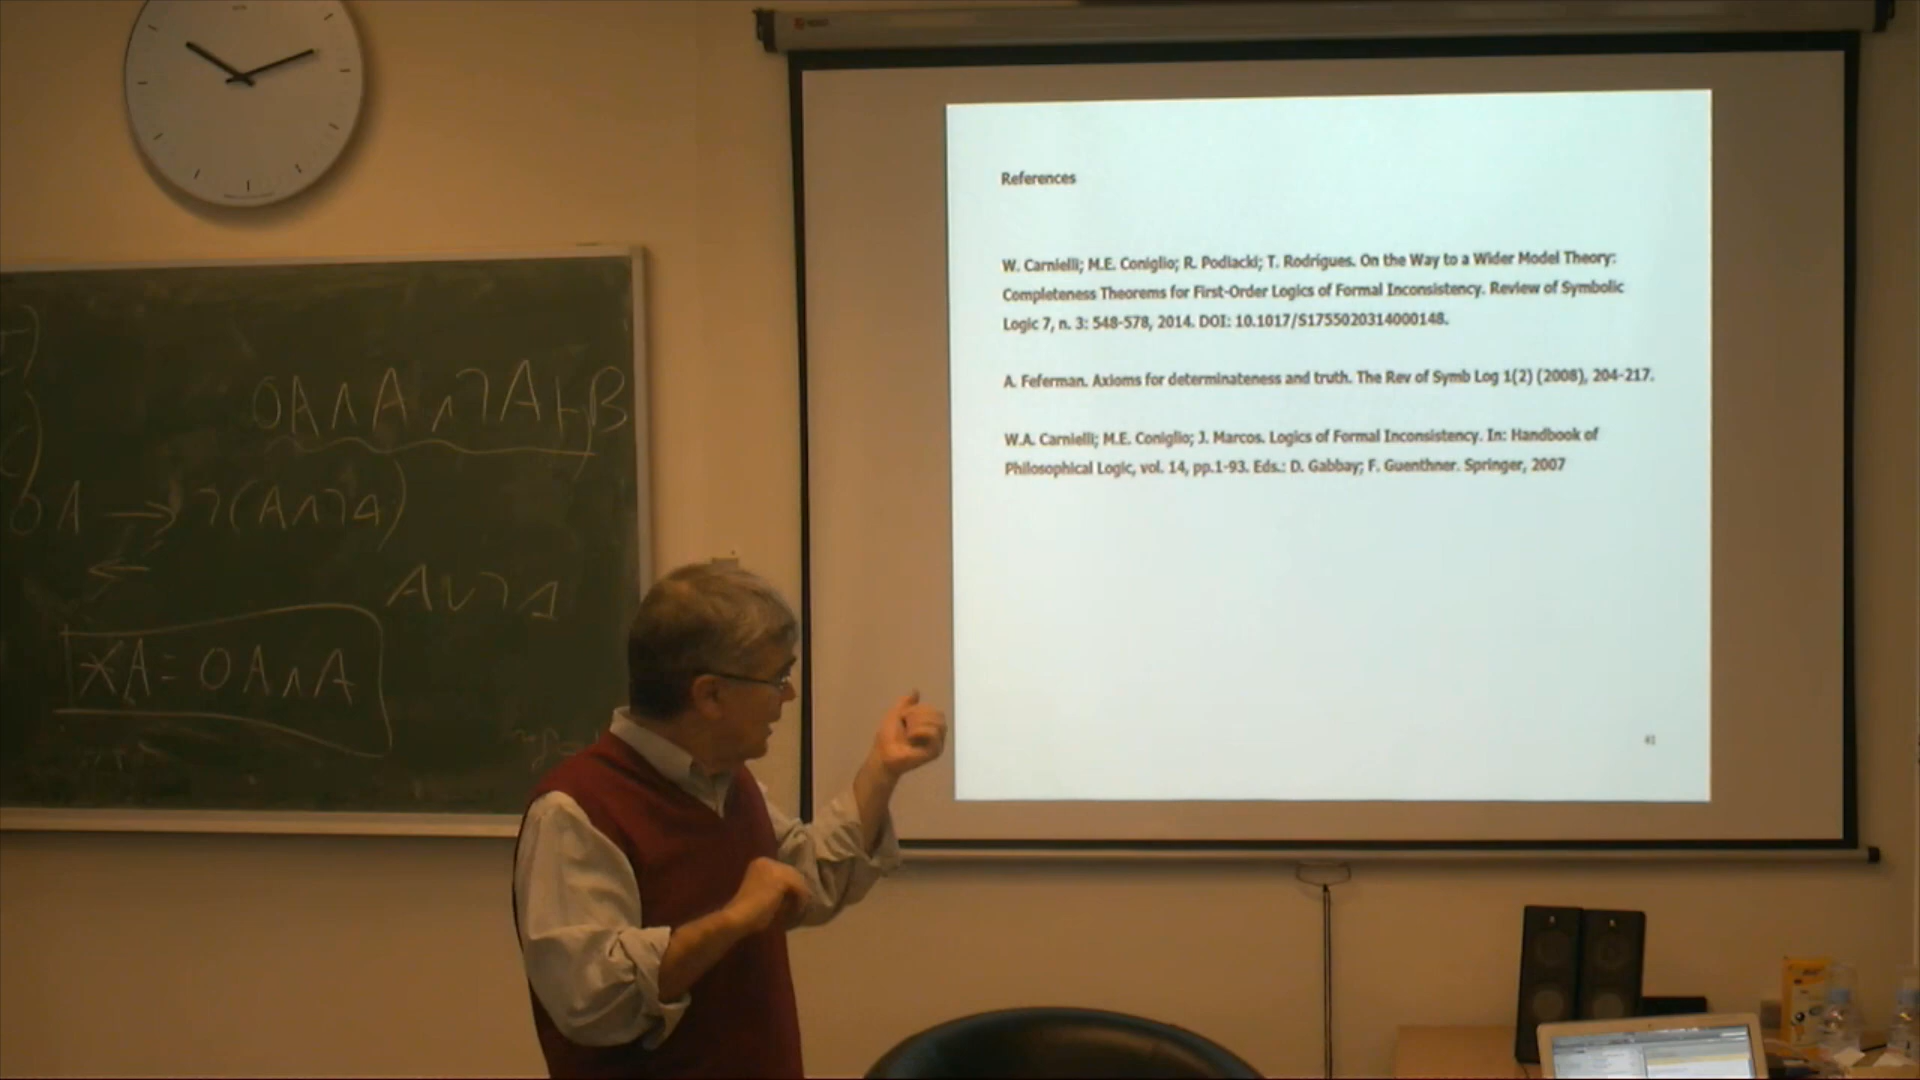 OA∧A∧¬A⊢B
OA → ¬(A∧¬A)
←
A∨¬A
*A = OA∧A
References
W. Carnielli; M.E. Coniglio; R. Podiacki; T. Rodrigues. On the Way to a Wider Model Theory:
Completeness Theorems for First-Order Logics of Formal Inconsistency. Review of Symbolic
Logic 7, n. 3: 548-578, 2014. DOI: 10.1017/S1755020314000148.
A. Feferman. Axioms for determinateness and truth. The Rev of Symb Log 1(2) (2008), 204-217.
W.A. Carnielli; M.E. Coniglio; J. Marcos. Logics of Formal Inconsistency. In: Handbook of
Philosophical Logic, vol. 14, pp.1-93. Eds.: D. Gabbay; F. Guenthner. Springer, 2007